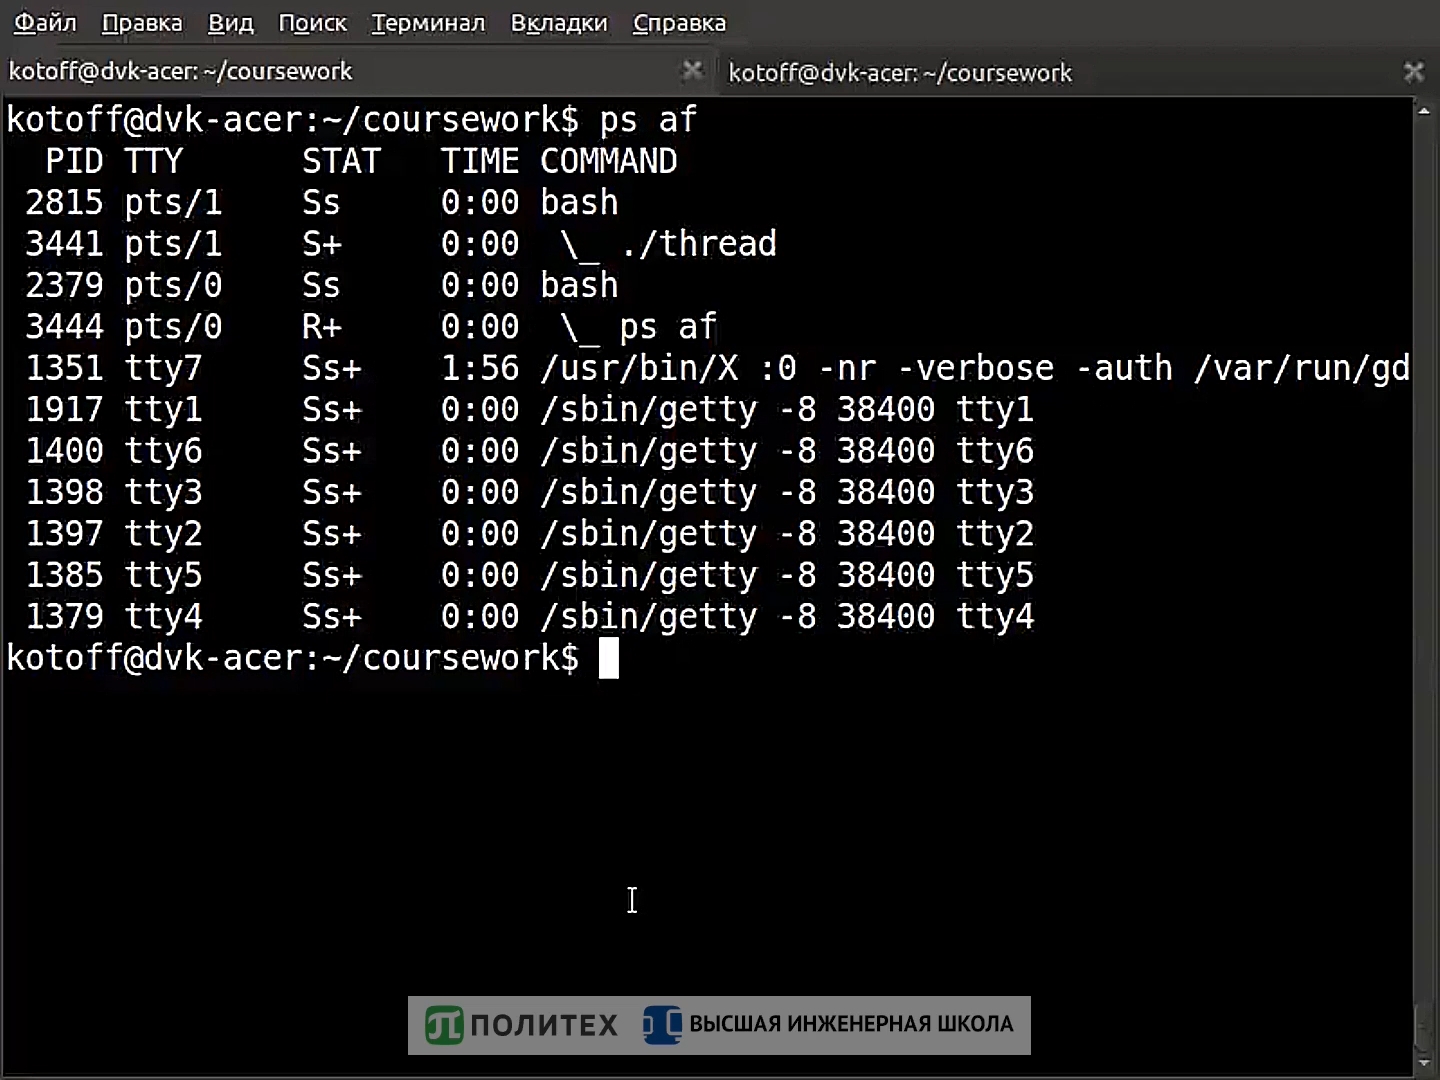 Файл Правка Вид Поиск Терминал Вкладки Справка
kotoff@dvk-acer: ~/coursework kotoff@dvk-acer: ~/coursework
kotoff@dvk-acer:~/coursework$ ps af
  PID TTY      STAT   TIME COMMAND
 2815 pts/1    Ss     0:00 bash
 3441 pts/1    S+     0:00  \_ ./thread
 2379 pts/0    Ss     0:00 bash
 3444 pts/0    R+     0:00  \_ ps af
 1351 tty7     Ss+    1:56 /usr/bin/X :0 -nr -verbose -auth /var/run/gd
 1917 tty1     Ss+    0:00 /sbin/getty -8 38400 tty1
 1400 tty6     Ss+    0:00 /sbin/getty -8 38400 tty6
 1398 tty3     Ss+    0:00 /sbin/getty -8 38400 tty3
 1397 tty2     Ss+    0:00 /sbin/getty -8 38400 tty2
 1385 tty5     Ss+    0:00 /sbin/getty -8 38400 tty5
 1379 tty4     Ss+    0:00 /sbin/getty -8 38400 tty4
kotoff@dvk-acer:~/coursework$
ПОЛИТЕХ ВЫСШАЯ ИНЖЕНЕРНАЯ ШКОЛА